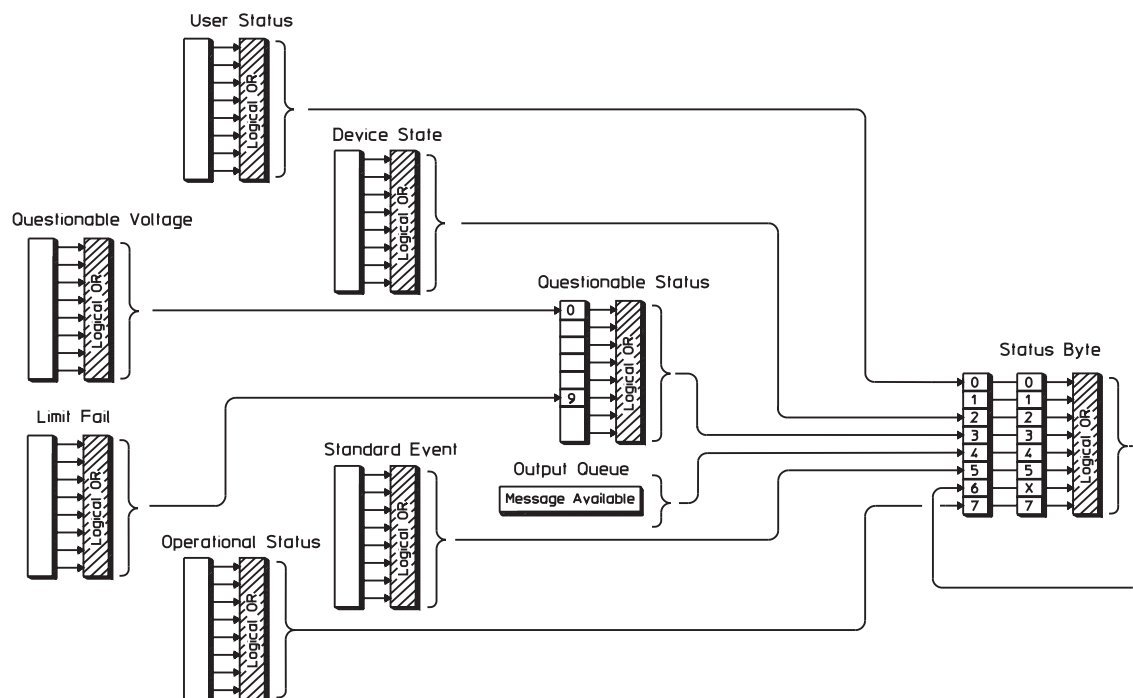 User Status
Logical OR
Device State
Logical OR
Questionable Voltage
Logical OR
Questionable Status
0
9
Logical OR
Status Byte
0 0
1 1
2 2
3 3
4 4
5 5
6 X
7 7
Logical OR
Limit Fail
Logical OR
Standard Event
Logical OR
Output Queue
Message Available
Operational Status
Logical OR